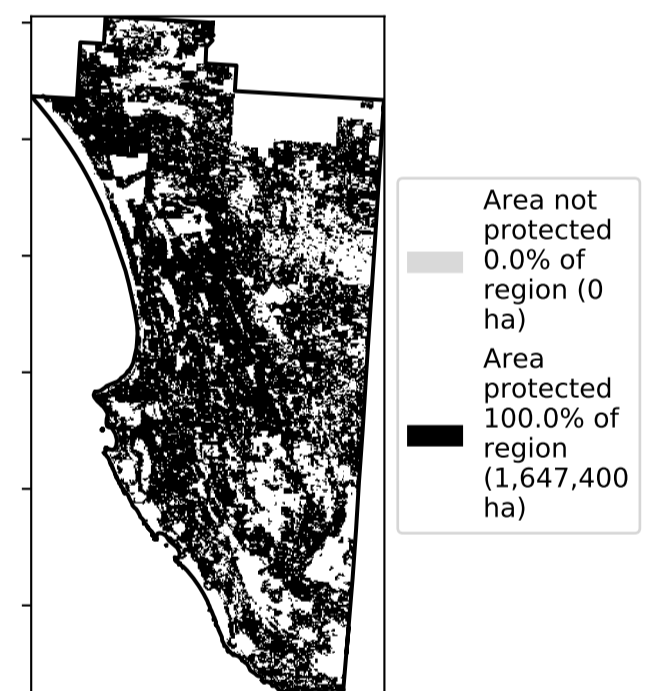 Area not
protected
0.0% of
region (0
ha)
Area
protected
100.0% of
region
(1,647,400
ha)